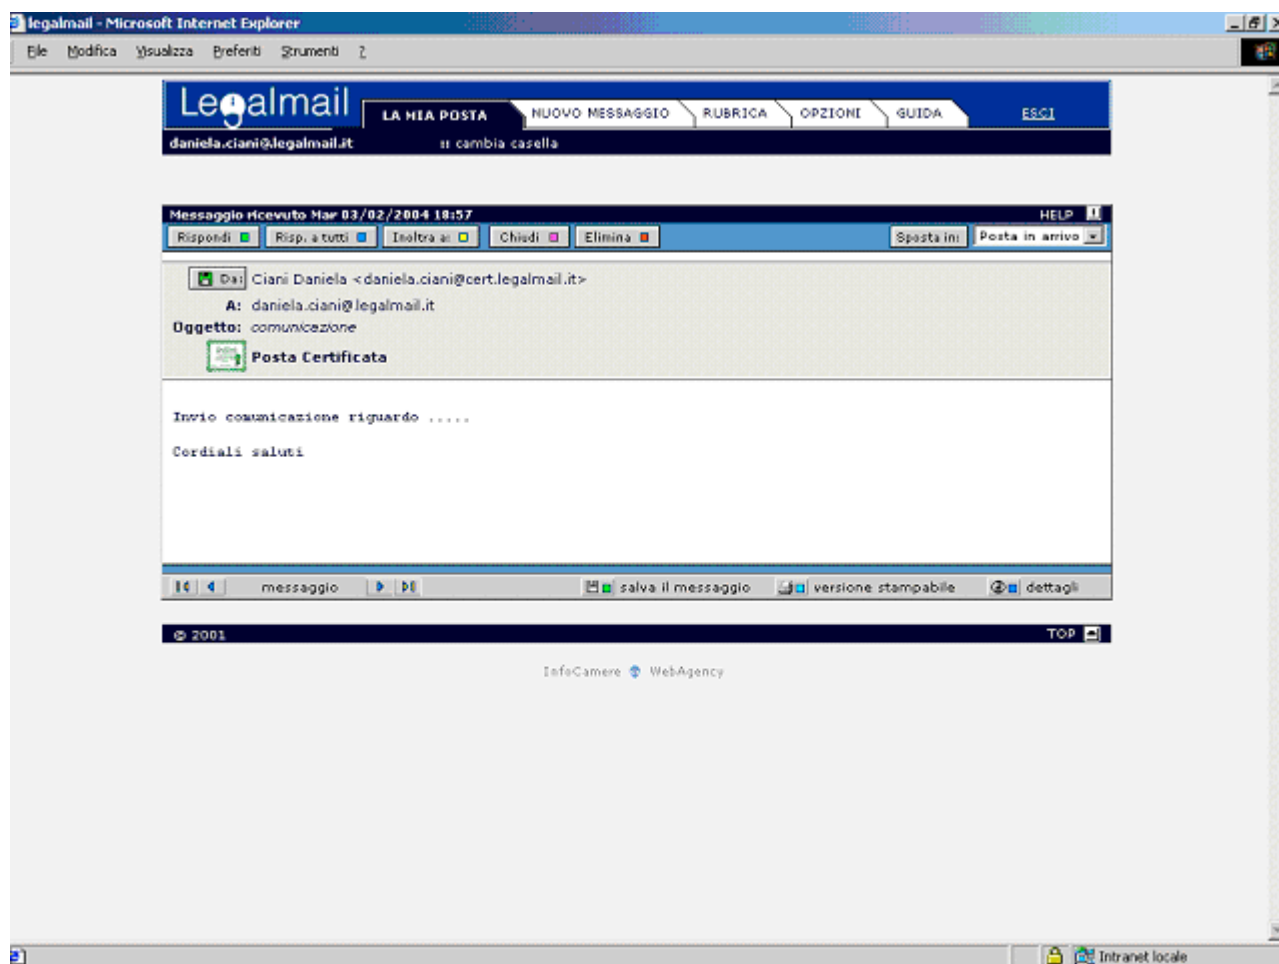 legalmail - Microsoft Internet Explorer
File Modifica Visualizza Preferiti Strumenti ?
Legalmail LA MIA POSTA NUOVO MESSAGGIO RUBRICA OPZIONI GUIDA ESCI
daniela.ciani@legalmail.it :: cambia casella
Messaggio ricevuto Mar 03/02/2004 18:57 HELP
Rispondi Risp. a tutti Inoltra a: Chiudi Elimina Sposta in: Posta in arrivo
Da: Ciani Daniela <daniela.ciani@cert.legalmail.it>
A: daniela.ciani@legalmail.it
Oggetto: comunicazione
Posta Certificata
Invio comunicazione riguardo .....
Cordiali saluti
messaggio salva il messaggio versione stampabile dettagli
© 2001 TOP
InfoCamere WebAgency
Intranet locale